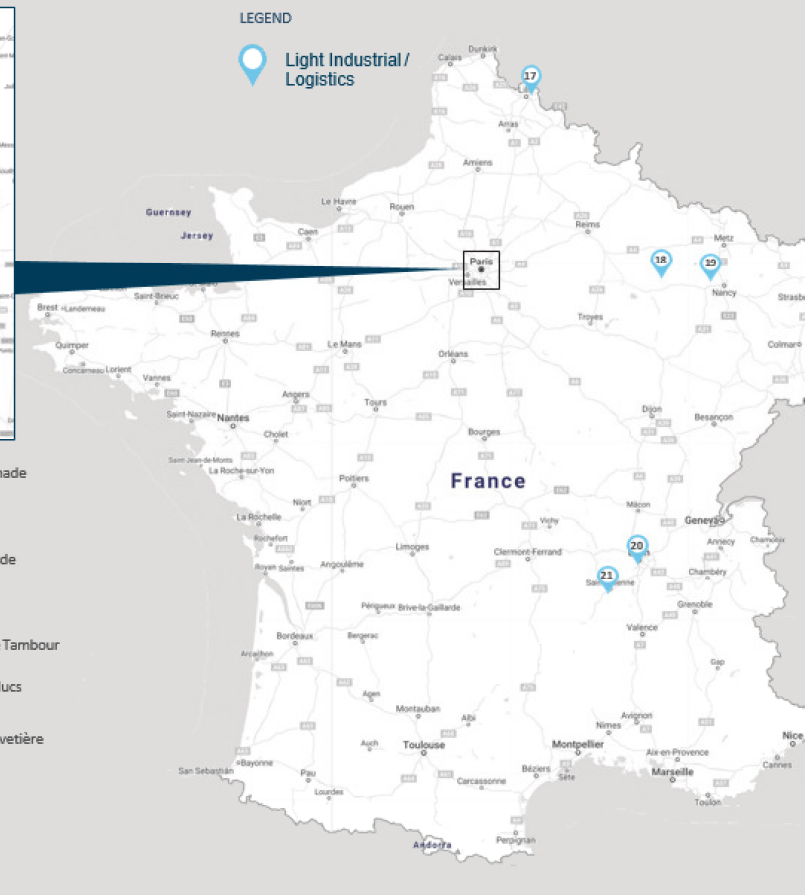 LEGEND
Light Industrial /
Logistics
Dunkirk
Calais
17
Arras
Amiens
Le Havre
Rouen
Guernsey
Reims
Caen
Jersey
Metz
18
19
Paris
Versailles
Nancy
Saint-Brieuc
Strasb
Brest
Landerneau
Troyes
Rennes
Quimper
Le Mans
Colmar
Orléans
Concarneau
Lorient
Vannes
Angers
Tours
Dijon
Besançon
Saint-Nazaire
Nantes
Cholet
Bourges
Saint-Jean-de-Monts
La Roche-sur-Yon
nade
Poitiers
France
Niort
Mâcon
La Rochelle
Geneva
Vichy
Rochefort
Annecy
Chamonix
20
Limoges
Clermont-Ferrand
de
Angoulême
Royan
Saintes
21
Chambéry
Périgueux
Brive-la-Gaillarde
Grenoble
Valence
Bordeaux
Bergerac
Tambour
Arcachon
Gap
lucs
Agen
Montauban
Albi
Avignon
Nimes
vetière
Auch
Toulouse
Montpellier
Nice
Aix-en-Provence
Bayonne
San Sebastián
Pau
Béziers
Sète
Marseille
Cannes
Carcassonne
Lourdes
Toulon
Perpignan
Andorra